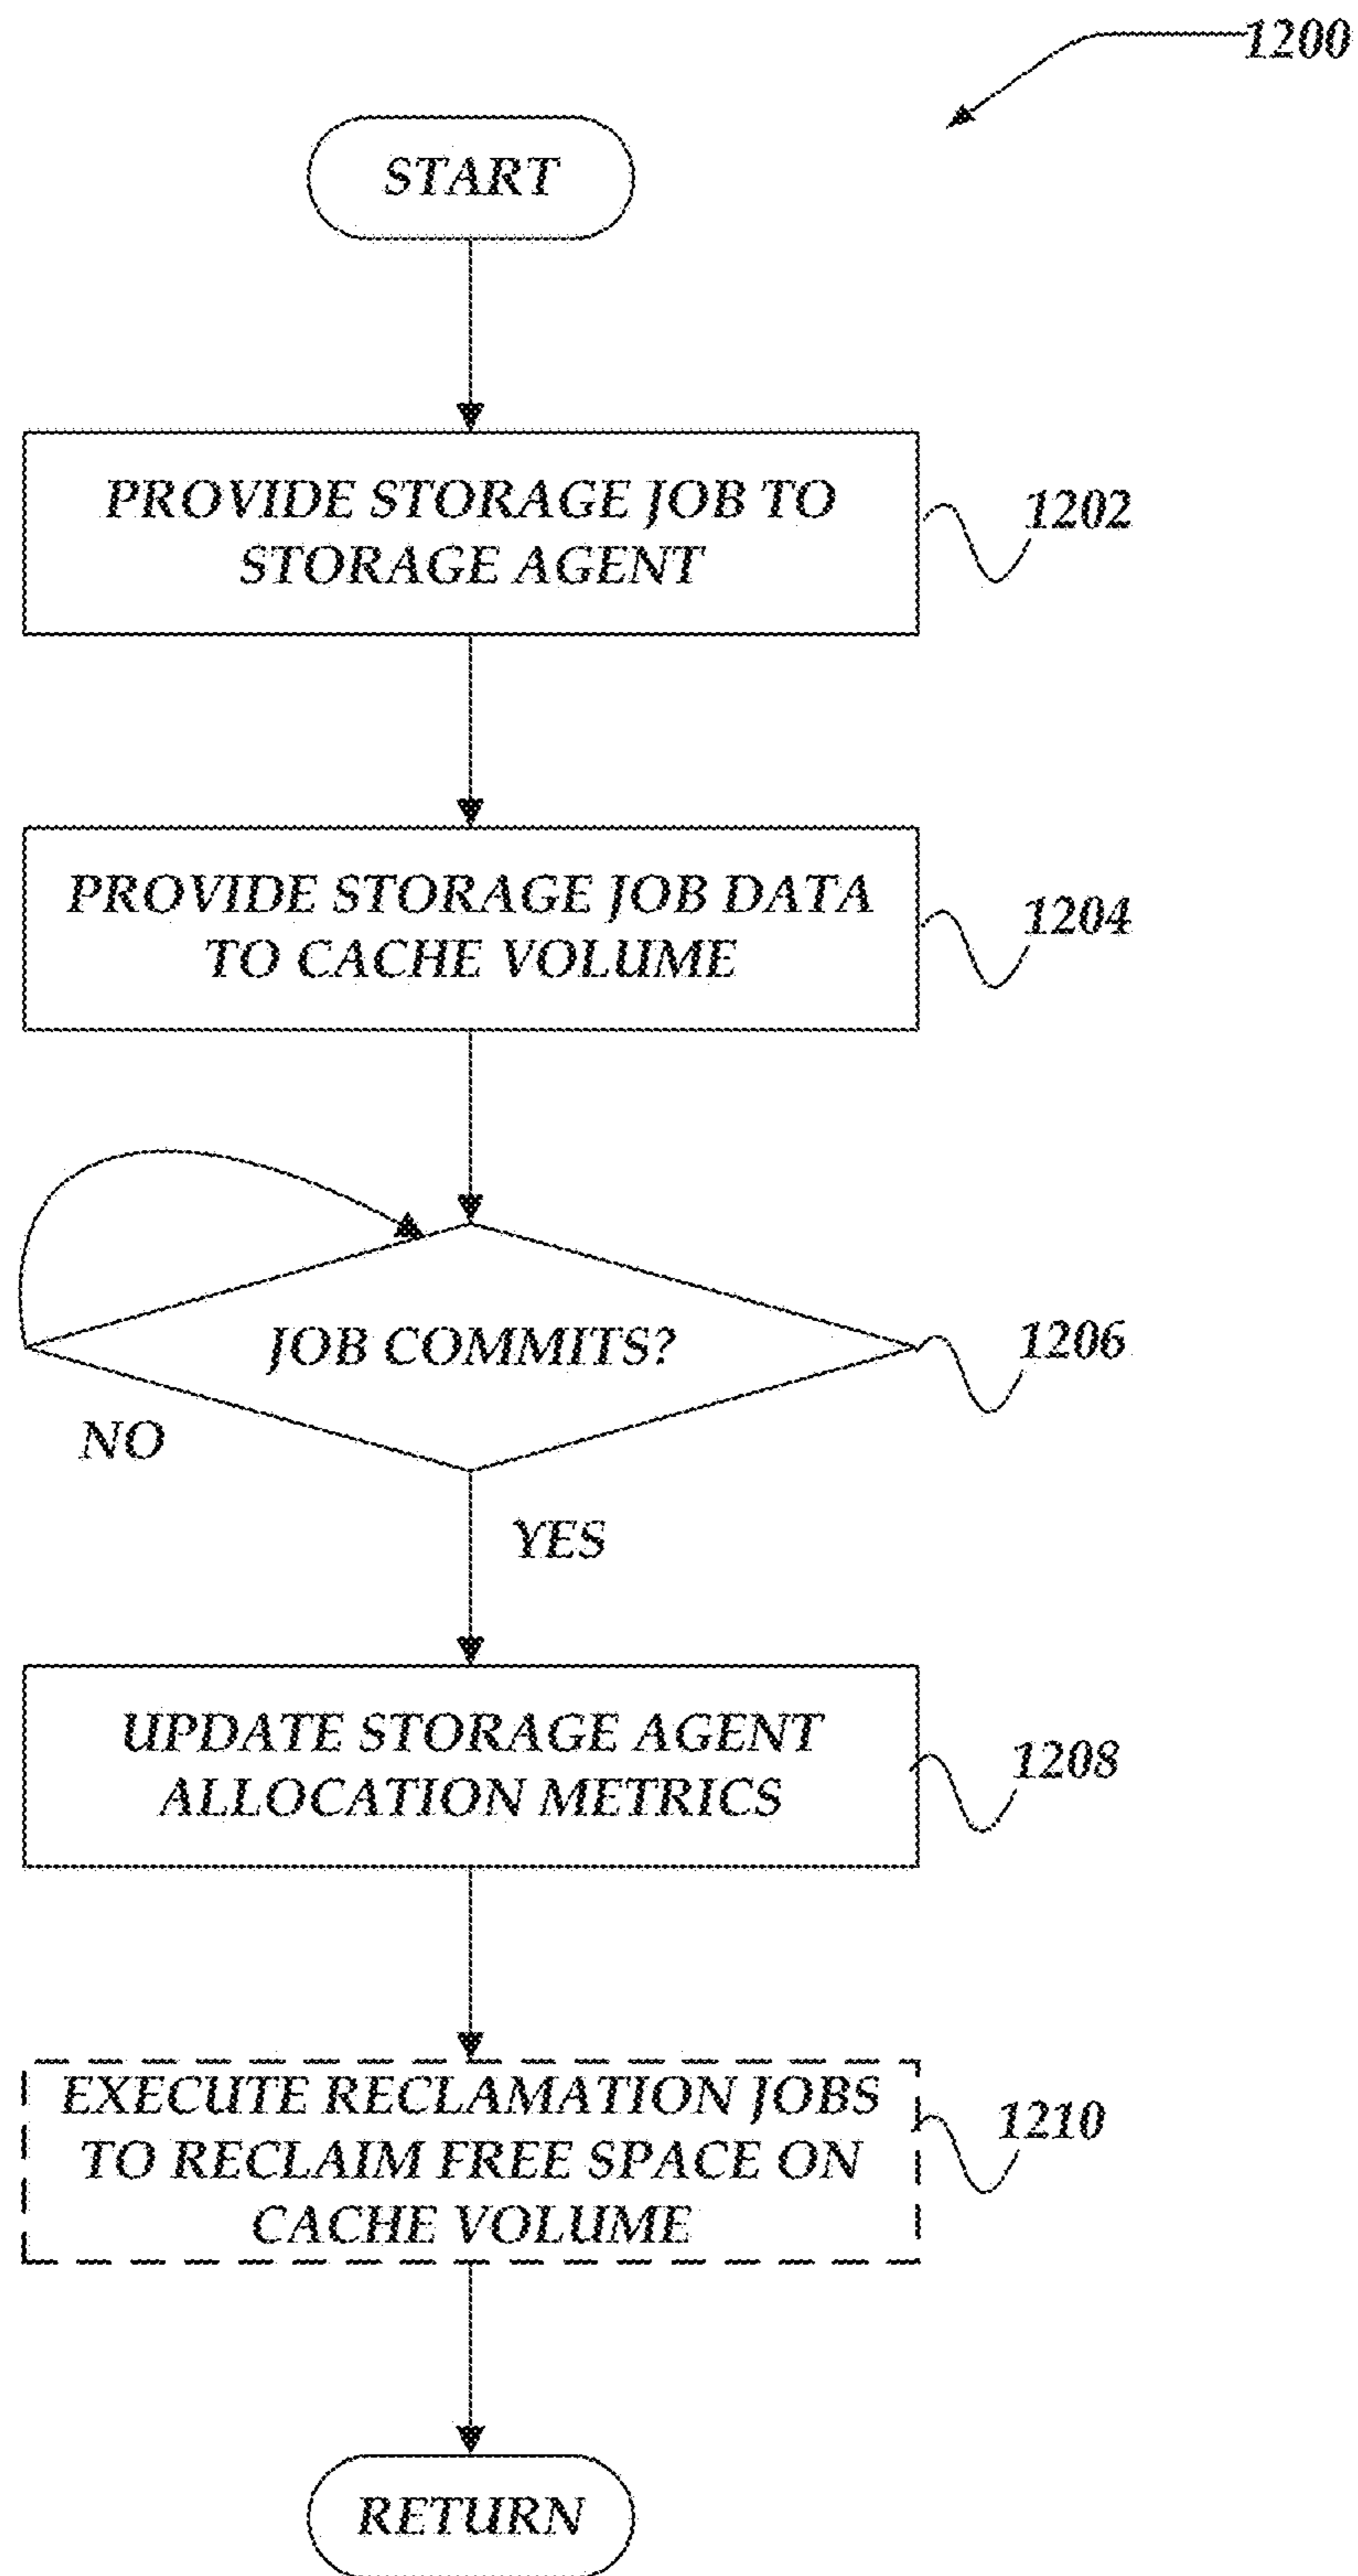 1200
START
PROVIDE STORAGE JOB TO
STORAGE AGENT
1202
PROVIDE STORAGE JOB DATA
TO CACHE VOLUME
1204
JOB COMMITS?
1206
NO
YES
UPDATE STORAGE AGENT
ALLOCATION METRICS
1208
EXECUTE RECLAMATION JOBS
TO RECLAIM FREE SPACE ON
CACHE VOLUME
1210
RETURN